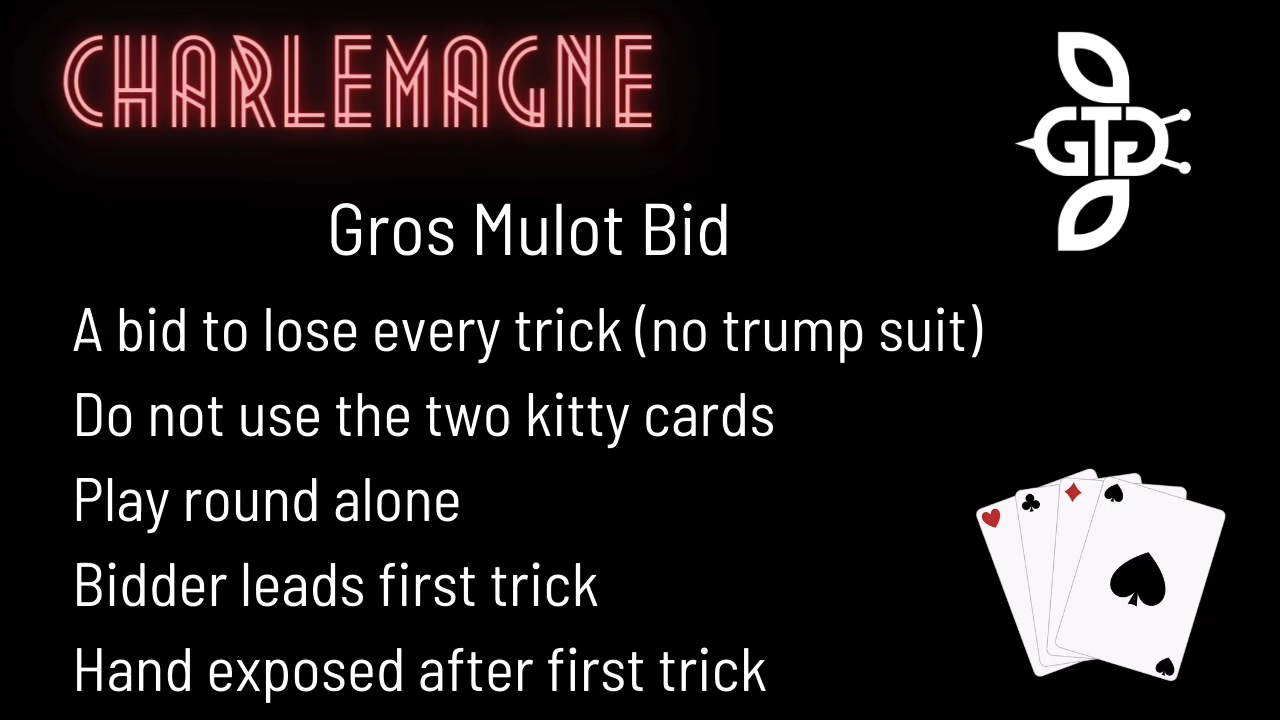 CHARLEMAGNE
GTG
Gros Mulot Bid
A bid to lose every trick (no trump suit)
Do not use the two kitty cards
Play round alone
Bidder leads first trick
Hand exposed after first trick